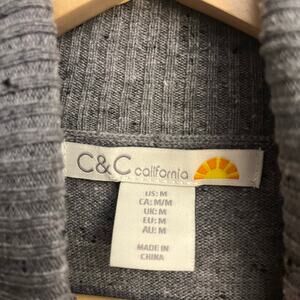 C&C california
US: M
CA: M/M
UK: M
EU: M
AU: M
MADE IN
CHINA